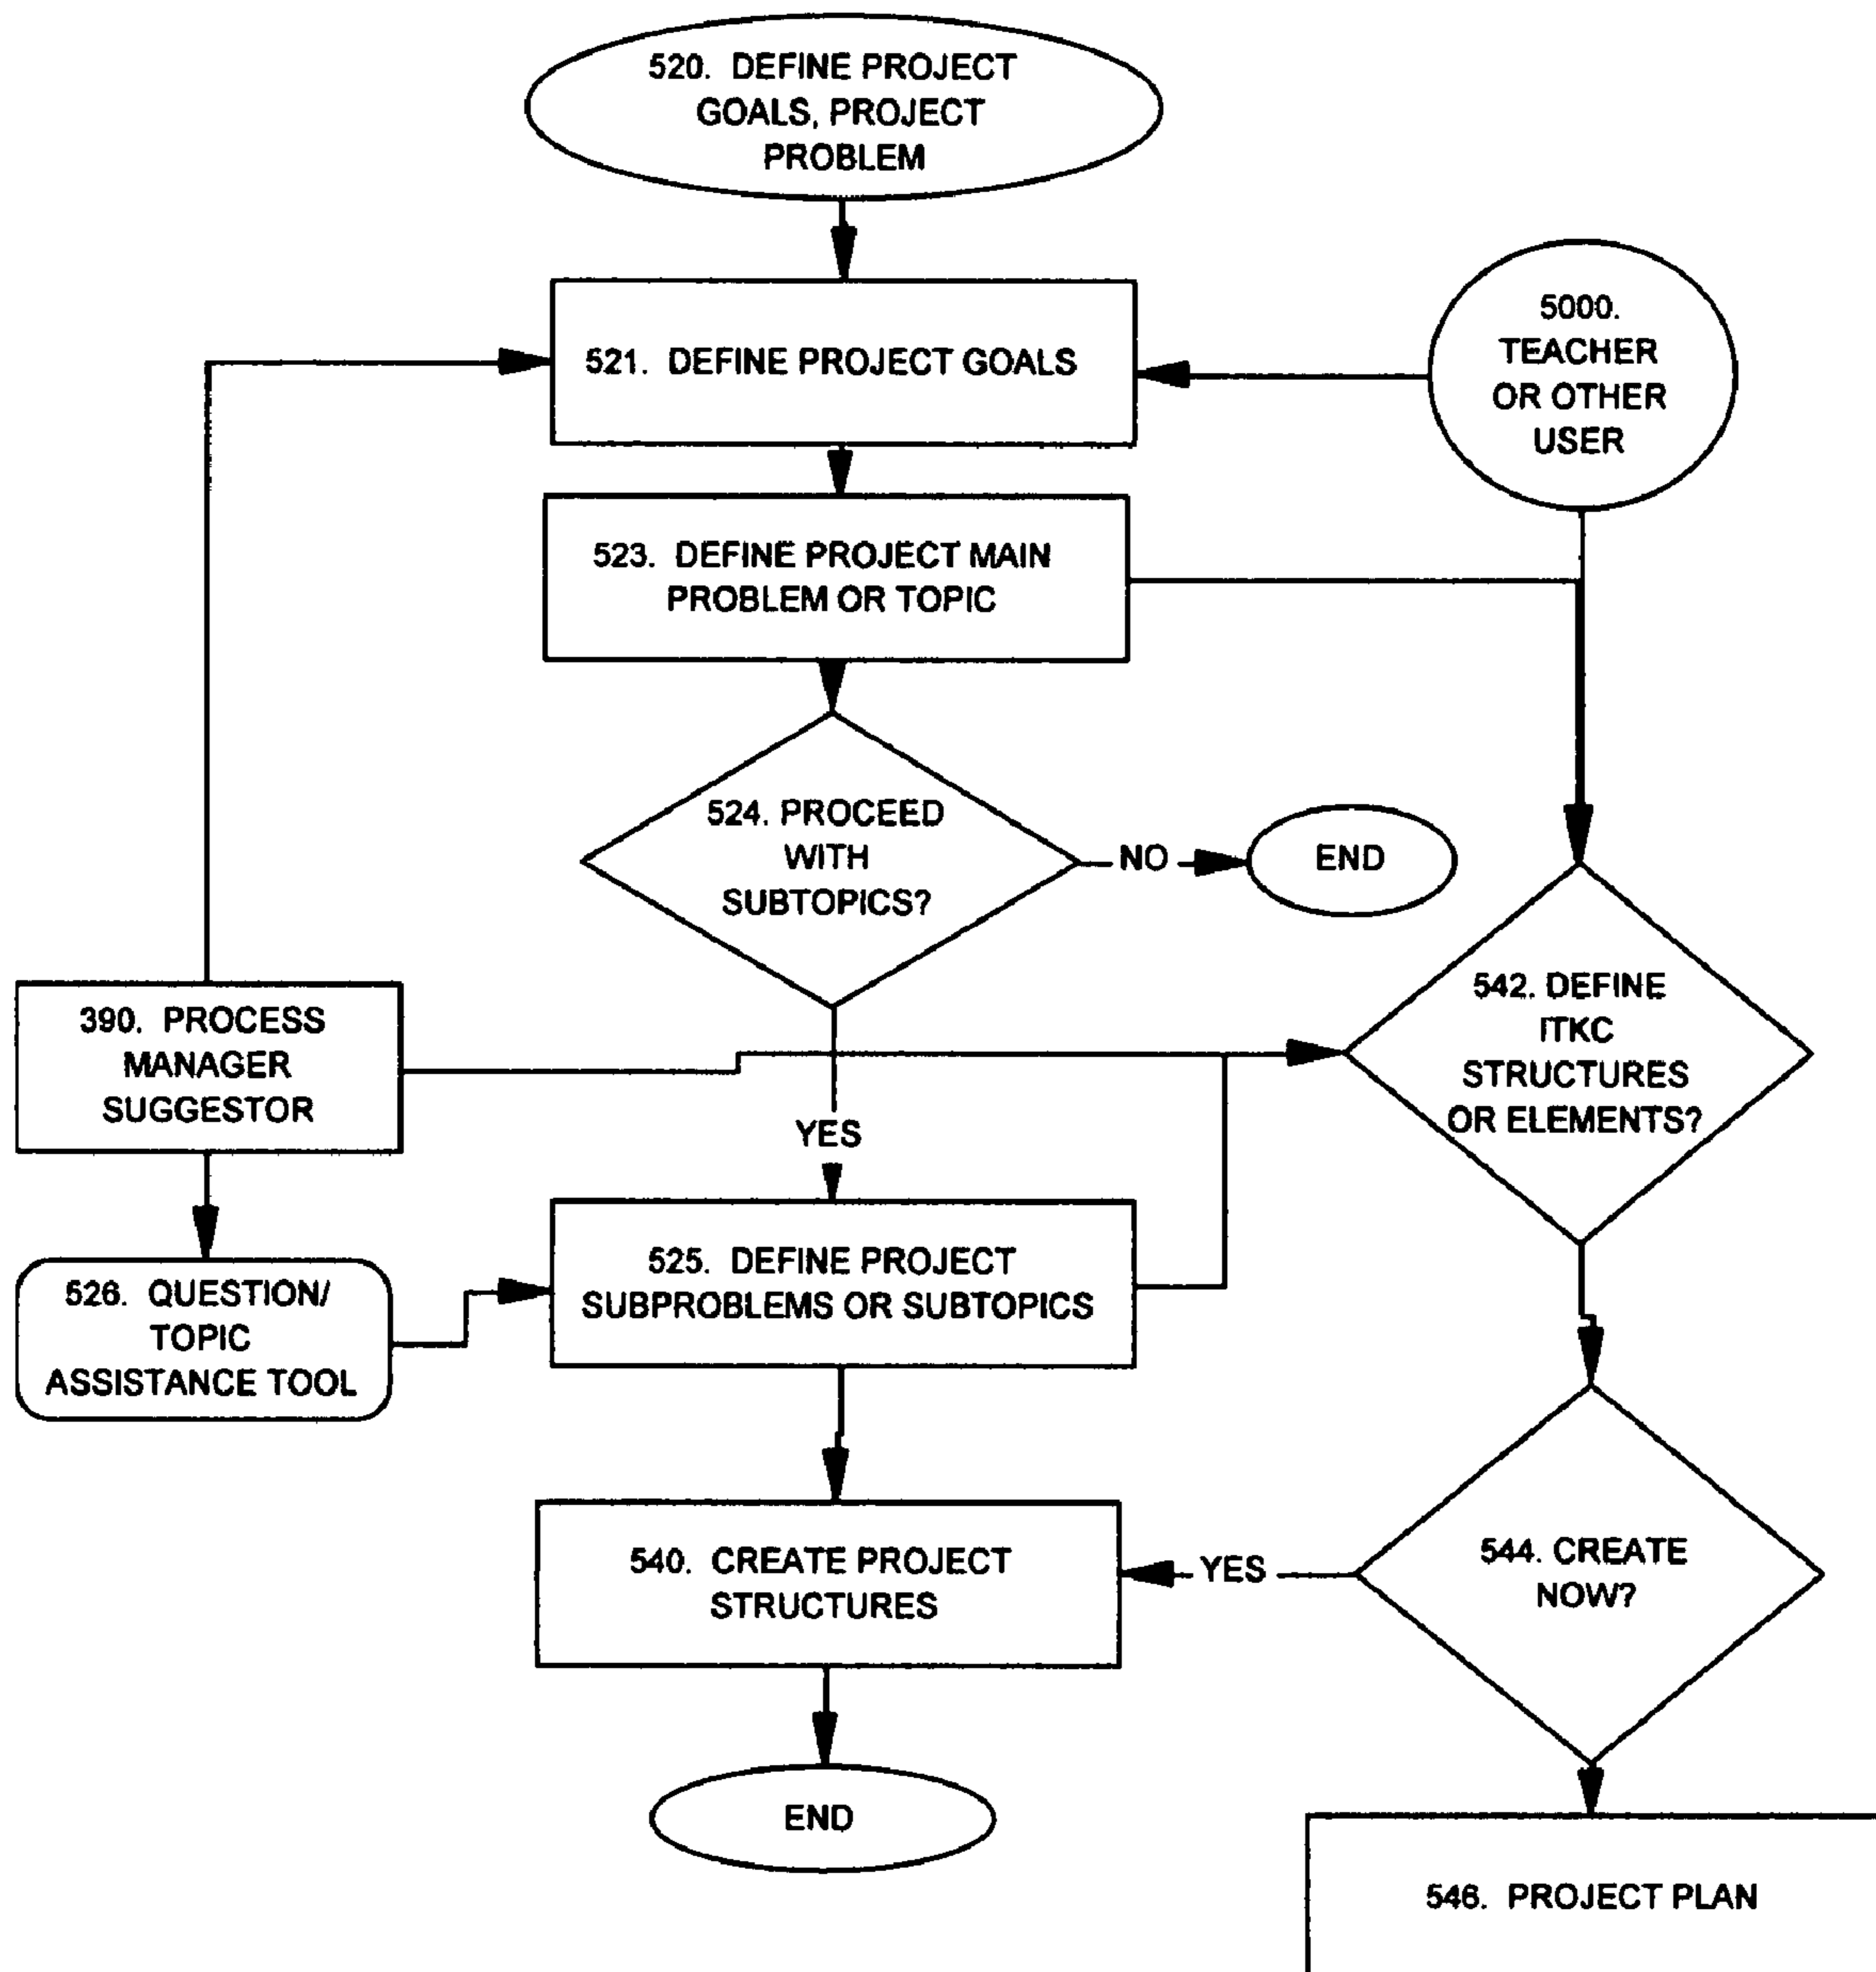 520. DEFINE PROJECT
GOALS, PROJECT
PROBLEM
521. DEFINE PROJECT GOALS
5000.
TEACHER
OR OTHER
USER
523. DEFINE PROJECT MAIN
PROBLEM OR TOPIC
524. PROCEED
WITH
SUBTOPICS?
NO
END
390. PROCESS
MANAGER
SUGGESTOR
542. DEFINE
ITKC
STRUCTURES
OR ELEMENTS?
YES
526. QUESTION/
TOPIC
ASSISTANCE TOOL
525. DEFINE PROJECT
SUBPROBLEMS OR SUBTOPICS
540. CREATE PROJECT
STRUCTURES
YES
544. CREATE
NOW?
END
546. PROJECT PLAN